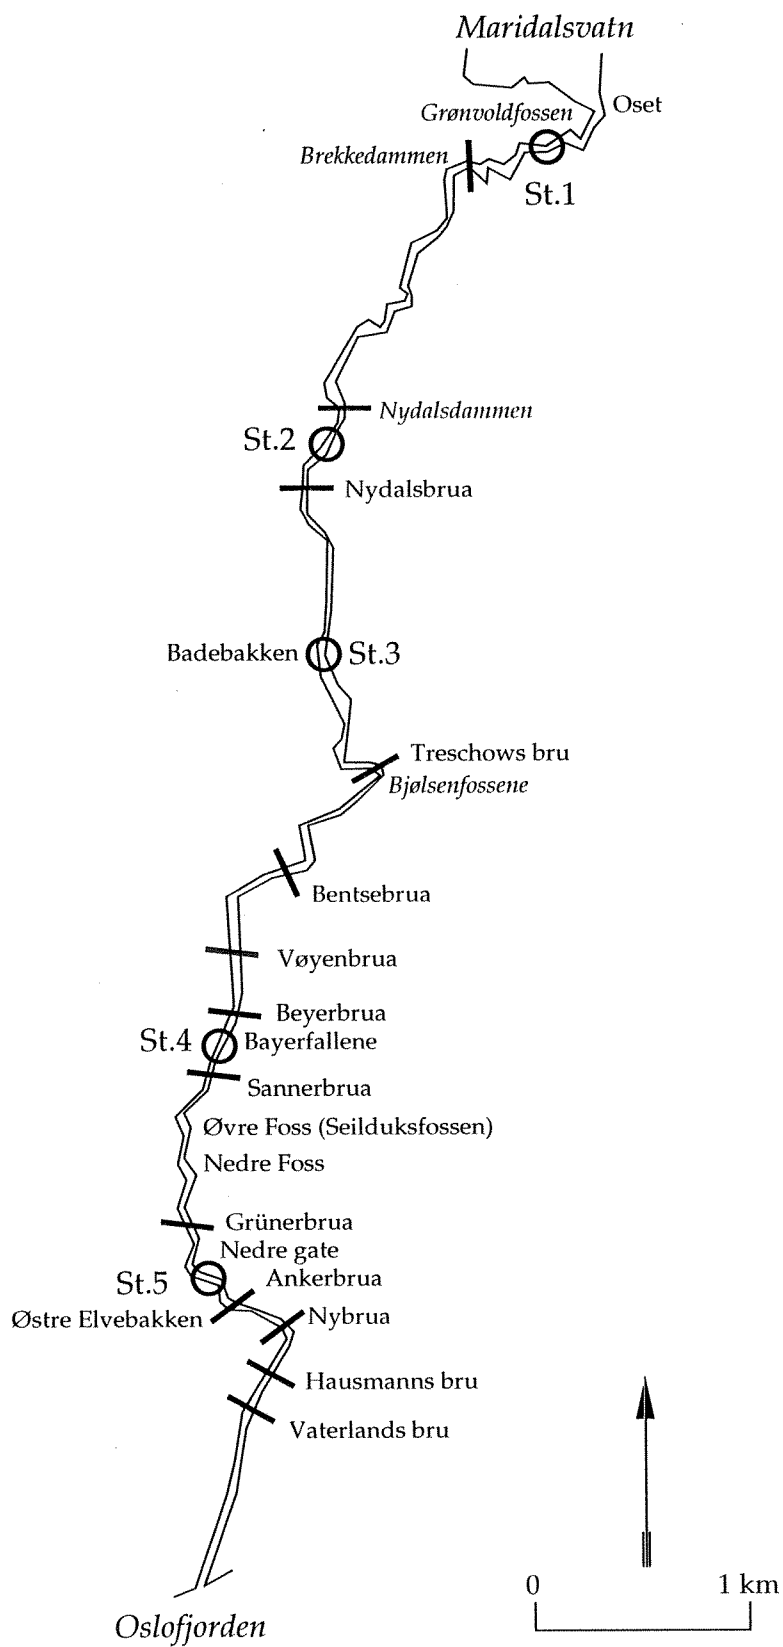 Maridalsvatn
Grønvoldfossen
Oset
Brekkedammen
St.1
Nydalsdammen
St.2
Nydalsbrua
Badebakken
St.3
Treschows bru
Bjølsenfossene
Bentsebrua
Vøyenbrua
Beyerbrua
St.4
Bayerfallene
Sannerbrua
Øvre Foss (Seilduksfossen)
Nedre Foss
Grünerbrua
Nedre gate
St.5
Ankerbrua
Østre Elvebakken
Nybrua
Hausmanns bru
Vaterlands bru
0
1 km
Oslofjorden